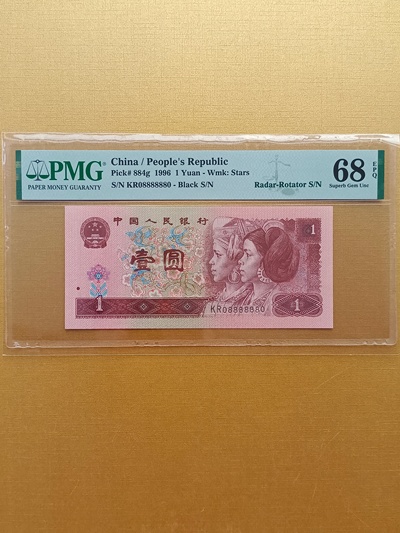 PMG
PAPER MONEY GUARANTY
China / People's Republic
Pick# 884g 1996 1 Yuan - Wmk: Stars
S/N KR08888880 - Black S/N
Radar-Rotator S/N
68 EPQ
Superb Gem Unc
中国人民银行
1
壹圆
1
1
KR08888880